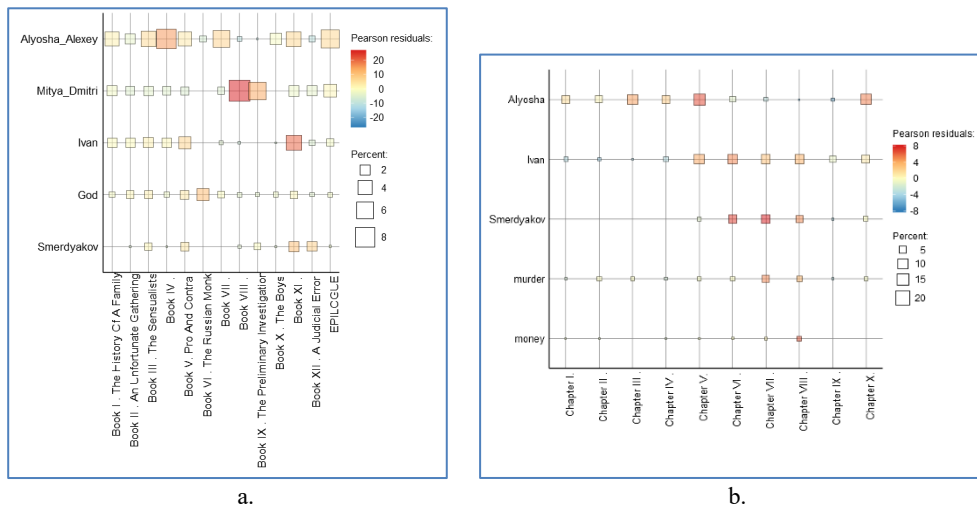 Alyosha_Alexey
Mitya_Dmitri
Ivan
God
Smerdyakov
Book I . The History Cf A Family
Book II . An Unfortunate Gathering
Book III . The Sensualists
Book IV .
Book V. Pro And Contra
Book VI . The Russian Monk
Book VII .
Book VIII .
Book IX . The Preliminary Investigation
Book X . The Boys
Book XI .
Book XII . A Judicial Error
EPILCGLE
Pearson residuals:
20
10
0
-10
-20
Percent:
2
4
6
8
a.
Alyosha
Ivan
Smerdyakov
murder
money
Chapter I.
Chapter II .
Chapter III .
Chapter IV .
Chapter V.
Chapter VI .
Chapter VII .
Chapter VIII .
Chapter IX .
Chapter X.
Pearson residuals:
8
4
0
-4
-8
Percent:
5
10
15
20
b.